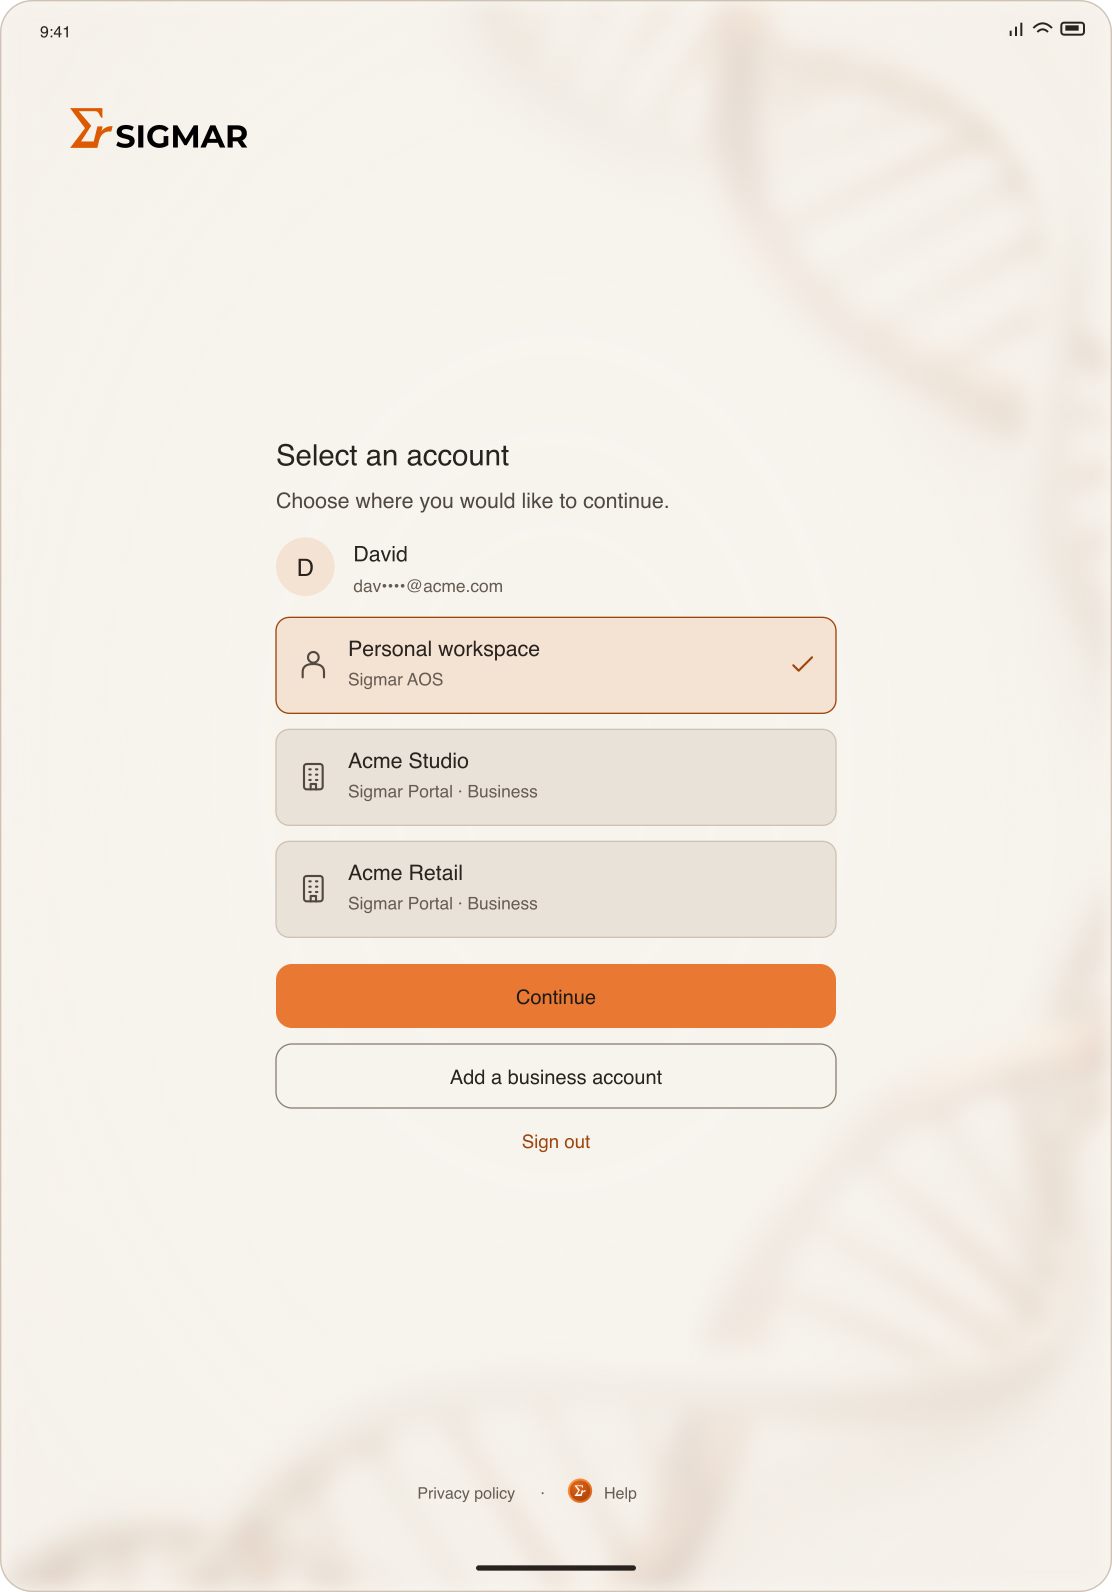 9:41
SIGMAR
Select an account
Choose where you would like to continue.
D
David
dav••••@acme.com
Personal workspace
Sigmar AOS
Acme Studio
Sigmar Portal · Business
Acme Retail
Sigmar Portal · Business
Continue
Add a business account
Sign out
Privacy policy · Help